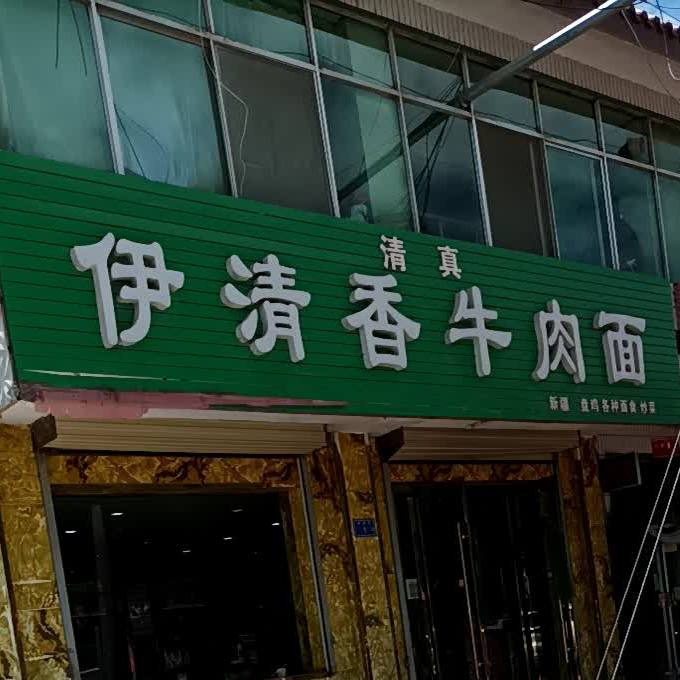 清真
伊清香牛肉面
新疆 盘鸡 各种面食 炒菜